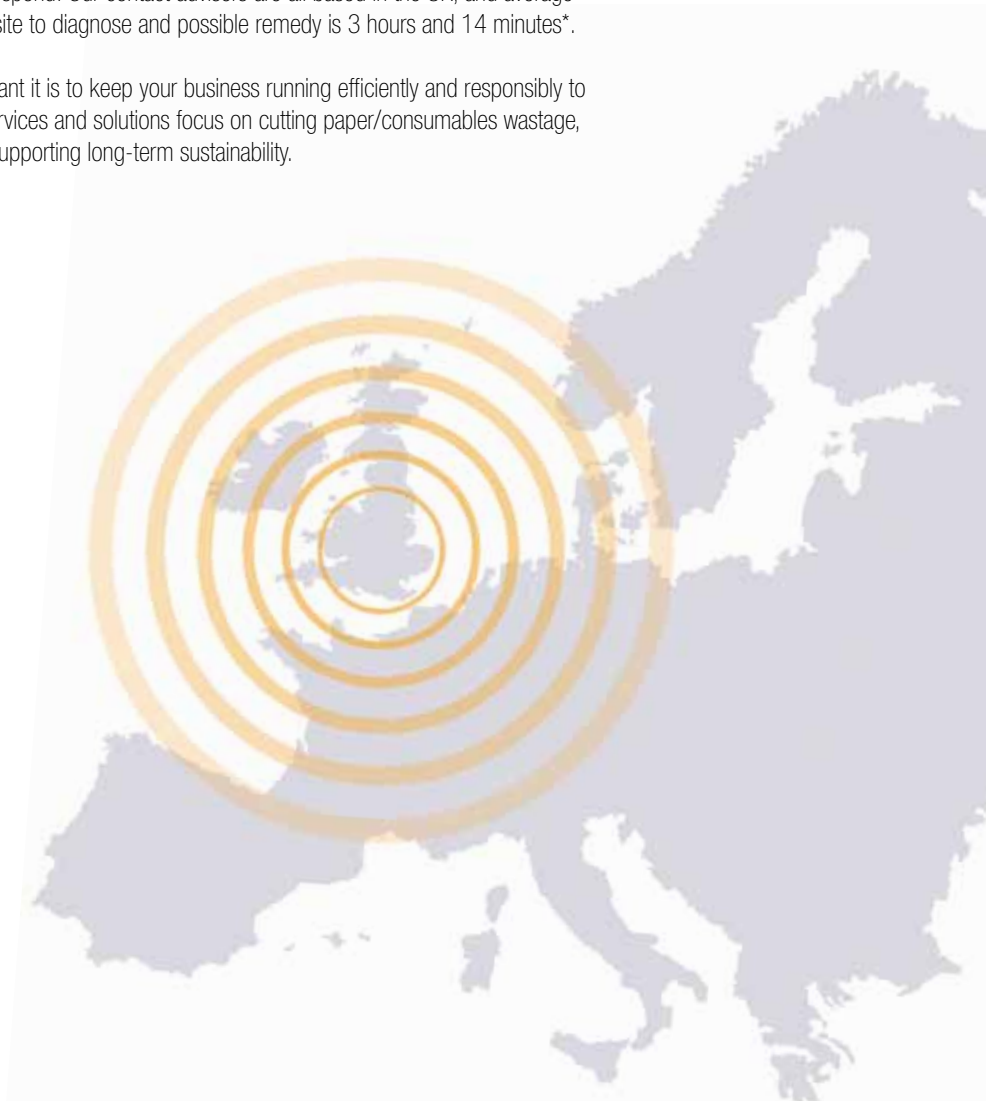 Our contact advisors are all based in the UK, and average
site to diagnose and possible remedy is 3 hours and 14 minutes*.
ant it is to keep your business running efficiently and responsibly to
rvices and solutions focus on cutting paper/consumables wastage,
upporting long-term sustainability.